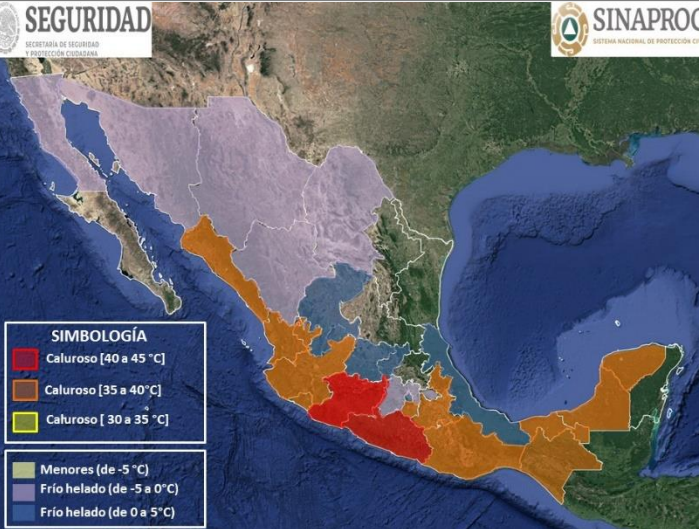 SEGURIDAD
SECRETARÍA DE SEGURIDAD
Y PROTECCIÓN CIUDADANA
SINAPROC
SISTEMA NACIONAL DE PROTECCIÓN CI
SIMBOLOGÍA
Caluroso [40 a 45 °C]
Caluroso [35 a 40°C]
Caluroso [ 30 a 35 °C]
Menores (de -5 °C)
Frío helado (de -5 a 0°C)
Frío helado (de 0 a 5°C)